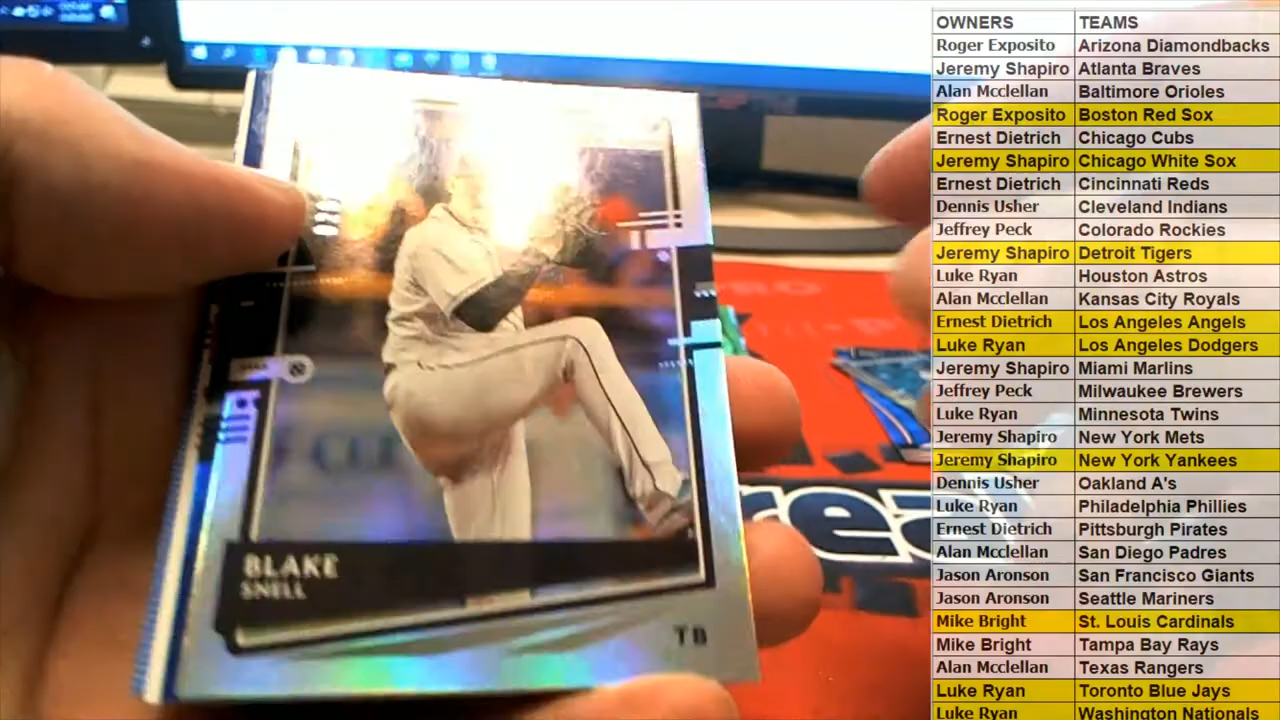 BLAKE
SNELL
TB
rea
OWNERS TEAMS
Roger Exposito Arizona Diamondbacks
Jeremy Shapiro Atlanta Braves
Alan Mcclellan Baltimore Orioles
Roger Exposito Boston Red Sox
Ernest Dietrich Chicago Cubs
Jeremy Shapiro Chicago White Sox
Ernest Dietrich Cincinnati Reds
Dennis Usher Cleveland Indians
Jeffrey Peck Colorado Rockies
Jeremy Shapiro Detroit Tigers
Luke Ryan Houston Astros
Alan Mcclellan Kansas City Royals
Ernest Dietrich Los Angeles Angels
Luke Ryan Los Angeles Dodgers
Jeremy Shapiro Miami Marlins
Jeffrey Peck Milwaukee Brewers
Luke Ryan Minnesota Twins
Jeremy Shapiro New York Mets
Jeremy Shapiro New York Yankees
Dennis Usher Oakland A's
Luke Ryan Philadelphia Phillies
Ernest Dietrich Pittsburgh Pirates
Alan Mcclellan San Diego Padres
Jason Aronson San Francisco Giants
Jason Aronson Seattle Mariners
Mike Bright St. Louis Cardinals
Mike Bright Tampa Bay Rays
Alan Mcclellan Texas Rangers
Luke Ryan Toronto Blue Jays
Luke Ryan Washington Nationals